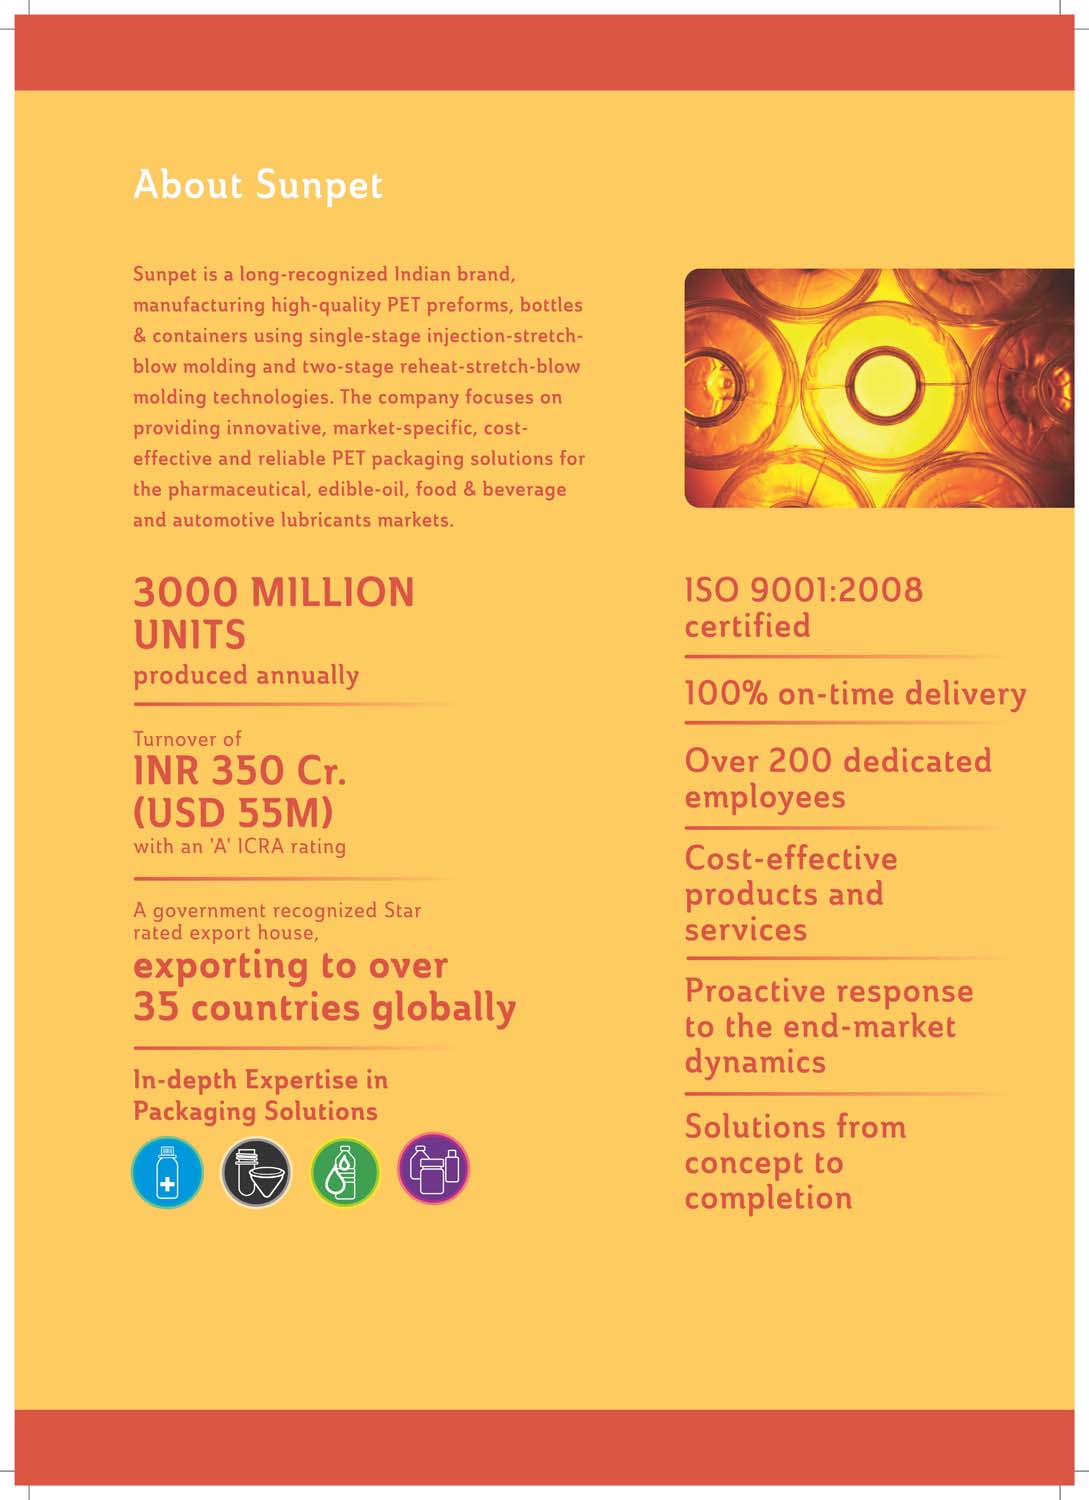 About Sunpet
Sunpet is a long-recognized Indian brand,
manufacturing high-quality PET preforms, bottles
& containers using single-stage injection-stretch-
blow molding and two-stage reheat-stretch-blow
molding technologies. The company focuses on
providing innovative, market-specific, cost-
effective and reliable PET packaging solutions for
the pharmaceutical, edible-oil, food & beverage
and automotive lubricants markets.
3000 MILLION
UNITS
produced annually
Turnover of
INR 350 Cr.
(USD 55M)
with an 'A' ICRA rating
A government recognized Star
rated export house,
exporting to over
35 countries globally
In-depth Expertise in
Packaging Solutions
ISO 9001:2008
certified
100% on-time delivery
Over 200 dedicated
employees
Cost-effective
products and
services
Proactive response
to the end-market
dynamics
Solutions from
concept to
completion